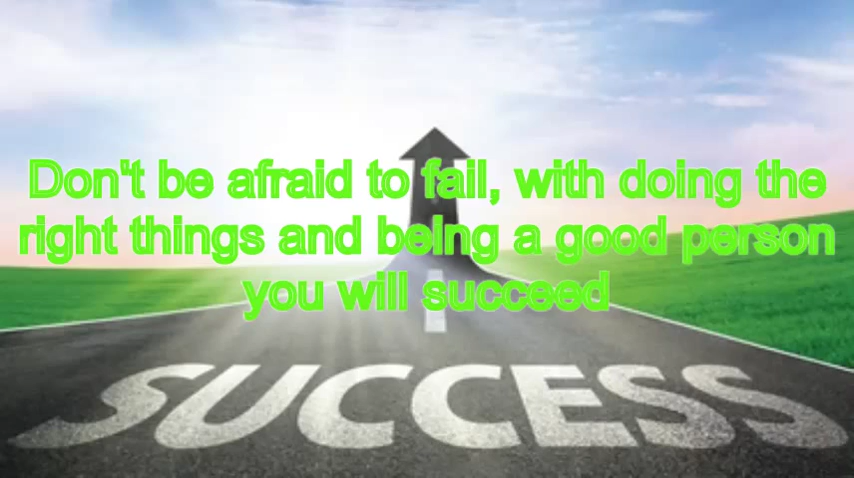 Don't be afraid to fail, with doing the
right things and being a good person
you will succeed
SUCCESS